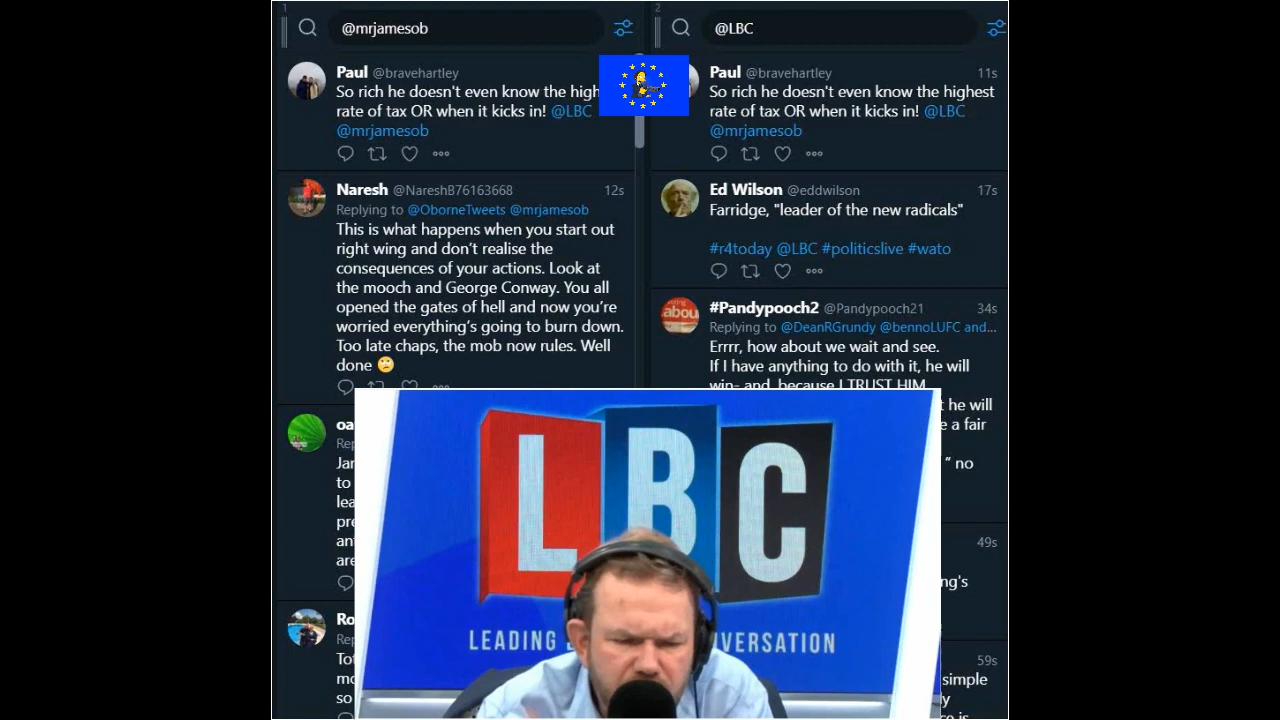 1
@mrjamesob
Paul @bravehartley
So rich he doesn't even know the high
rate of tax OR when it kicks in! @LBC
@mrjamesob
Naresh @NareshB76163668 12s
Replying to @OborneTweets @mrjamesob
This is what happens when you start out
right wing and don't realise the
consequences of your actions. Look at
the mooch and George Conway. You all
opened the gates of hell and now you're
worried everything's going to burn down.
Too late chaps, the mob now rules. Well
done 🙄
oa
Rep
Jar
to
lea
pre
an
are
Ro
Rep
Tot
mo
so
2
@LBC
Paul @bravehartley 11s
So rich he doesn't even know the highest
rate of tax OR when it kicks in! @LBC
@mrjamesob
Ed Wilson @eddwilson 17s
Farridge, "leader of the new radicals"
#r4today @LBC #politicslive #wato
#Pandypooch2 @Pandypooch21 34s
Replying to @DeanRGrundy @bennoLUFC and...
Errrr, how about we wait and see.
If I have anything to do with it, he will
win- and, because I TRUST HIM
t he will
e a fair
" no
49s
ng's
59s
simple
y
LBC
LEADING VERSATION